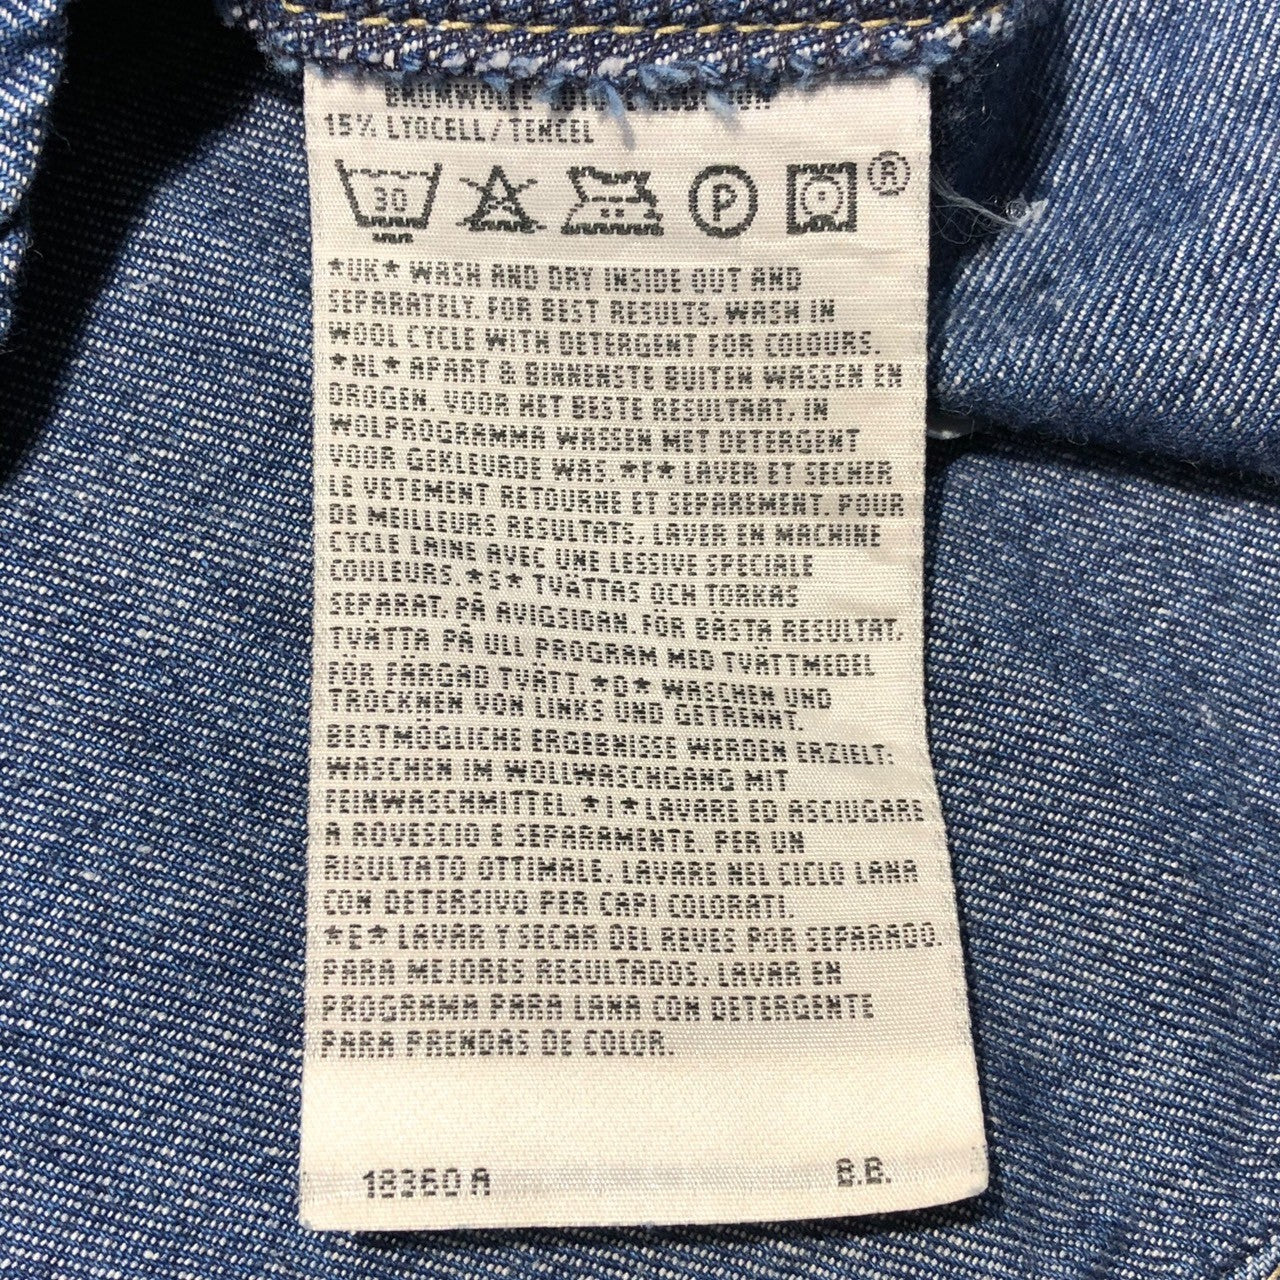 15% LYOCELL/TENCEL
30 P ®
*UK* WASH AND DRY INSIDE OUT AND
SEPARATELY. FOR BEST RESULTS, WASH IN
WOOL CYCLE WITH DETERGENT FOR COLOURS.
*NL* APART & BINNENSTE BUITEN WASSEN EN
DROGEN. VOOR HET BESTE RESULTAAT, IN
WOLPROGRAMMA WASSEN MET DETERGENT
VOOR GEKLEURDE WAS. *F* LAVER ET SECHER
LE VETEMENT RETOURNE ET SEPAREMENT. POUR
DE MEILLEURS RESULTATS, LAVER EN MACHINE
CYCLE LAINE AVEC UNE LESSIVE SPECIALE
COULEURS. *S* TVÄTTAS OCH TORKAS
SEPARAT, PÅ AVIGSIDAN. FÖR BÄSTA RESULTAT,
TVÄTTA PÅ ULL PROGRAM MED TVÄTTMEDEL
FÖR FÄRGAD TVÄTT. *D* WASCHEN UND
TROCKNEN VON LINKS UND GETRENNT.
BESTMÖGLICHE ERGEBNISSE WERDEN ERZIELT:
WASCHEN IM WOLLWASCHGANG MIT
FEINWASCHMITTEL. *I* LAVARE ED ASCIUGARE
A ROVESCIO E SEPARAMENTE. PER UN
RISULTATO OTTIMALE, LAVARE NEL CICLO LANA
CON DETERSIVO PER CAPI COLORATI.
*E* LAVAR Y SECAR DEL REVES POR SEPARADO.
PARA MEJORES RESULTADOS, LAVAR EN
PROGRAMA PARA LANA CON DETERGENTE
PARA PRENDAS DE COLOR.
18360 A B.B.